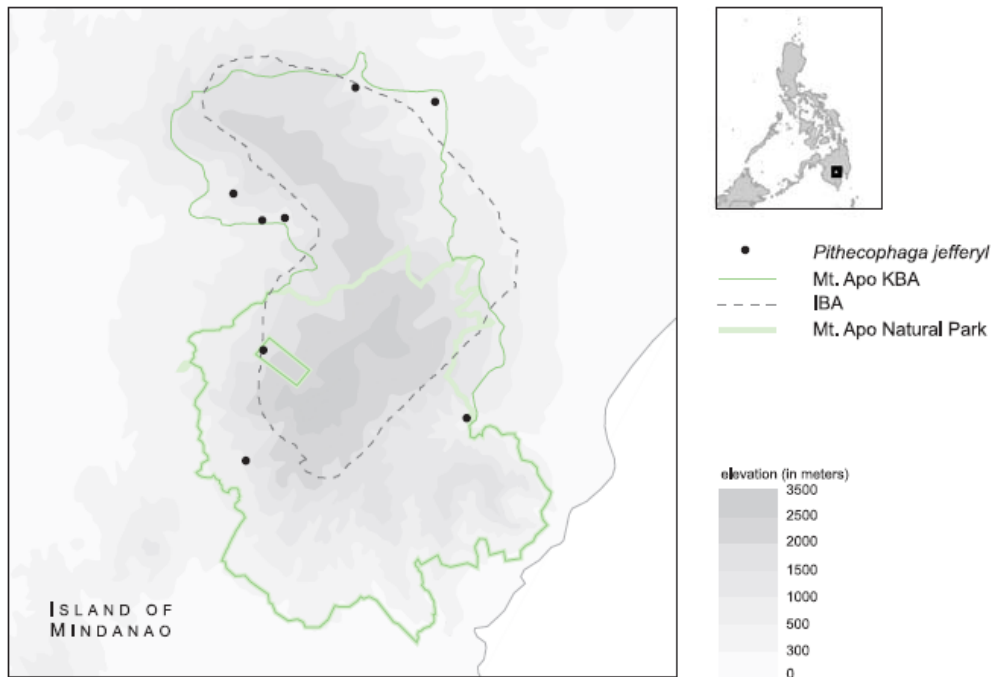 ISLAND OF
MINDANAO
Pithecophaga jefferyl
Mt. Apo KBA
IBA
Mt. Apo Natural Park
elevation (in meters)
3500
2500
2000
1500
1000
500
300
0